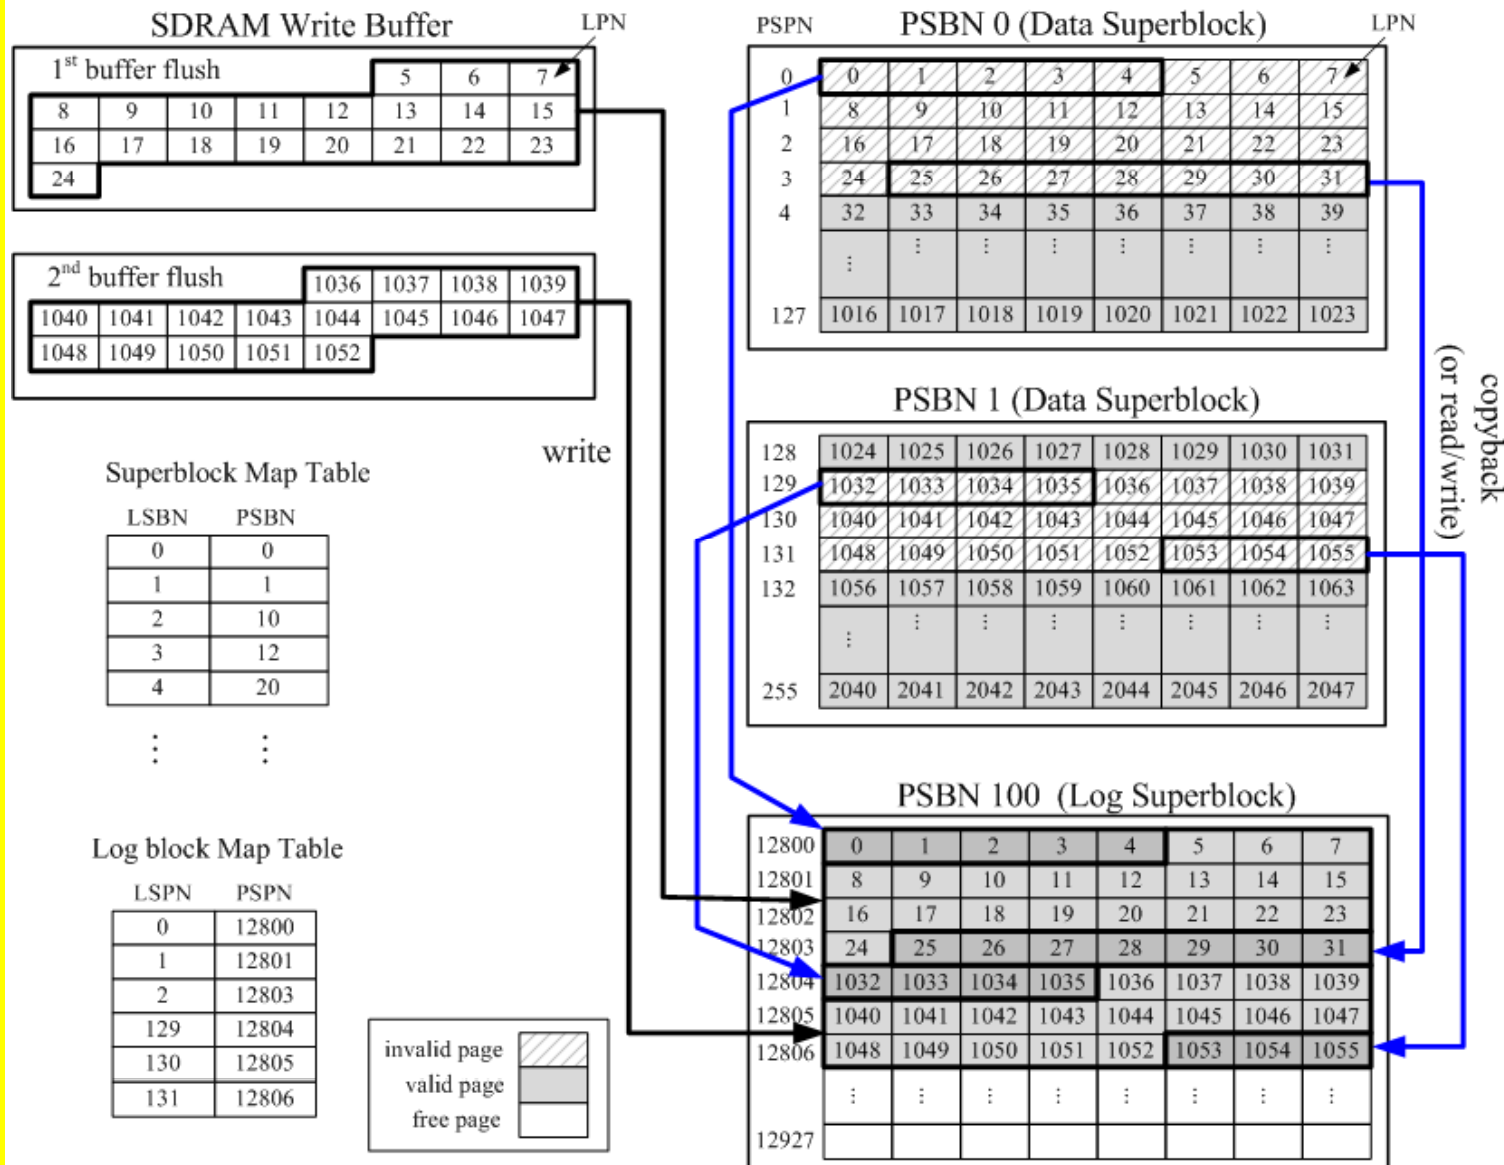 SDRAM Write Buffer
LPN
1st buffer flush
5 6 7
8 9 10 11 12 13 14 15
16 17 18 19 20 21 22 23
24
2nd buffer flush
1036 1037 1038 1039
1040 1041 1042 1043 1044 1045 1046 1047
1048 1049 1050 1051 1052
write
Superblock Map Table
LSBN PSBN
0 0
1 1
2 10
3 12
4 20
⋮ ⋮
Log block Map Table
LSPN PSPN
0 12800
1 12801
2 12803
129 12804
130 12805
131 12806
invalid page
valid page
free page
PSPN PSBN 0 (Data Superblock) LPN
0 0 1 2 3 4 5 6 7
1 8 9 10 11 12 13 14 15
2 16 17 18 19 20 21 22 23
3 24 25 26 27 28 29 30 31
4 32 33 34 35 36 37 38 39
⋮ ⋮ ⋮ ⋮ ⋮ ⋮ ⋮ ⋮
127 1016 1017 1018 1019 1020 1021 1022 1023
copyback
(or read/write)
PSBN 1 (Data Superblock)
128 1024 1025 1026 1027 1028 1029 1030 1031
129 1032 1033 1034 1035 1036 1037 1038 1039
130 1040 1041 1042 1043 1044 1045 1046 1047
131 1048 1049 1050 1051 1052 1053 1054 1055
132 1056 1057 1058 1059 1060 1061 1062 1063
⋮ ⋮ ⋮ ⋮ ⋮ ⋮ ⋮ ⋮
255 2040 2041 2042 2043 2044 2045 2046 2047
PSBN 100 (Log Superblock)
12800 0 1 2 3 4 5 6 7
12801 8 9 10 11 12 13 14 15
12802 16 17 18 19 20 21 22 23
12803 24 25 26 27 28 29 30 31
12804 1032 1033 1034 1035 1036 1037 1038 1039
12805 1040 1041 1042 1043 1044 1045 1046 1047
12806 1048 1049 1050 1051 1052 1053 1054 1055
⋮ ⋮ ⋮ ⋮ ⋮ ⋮ ⋮ ⋮
12927